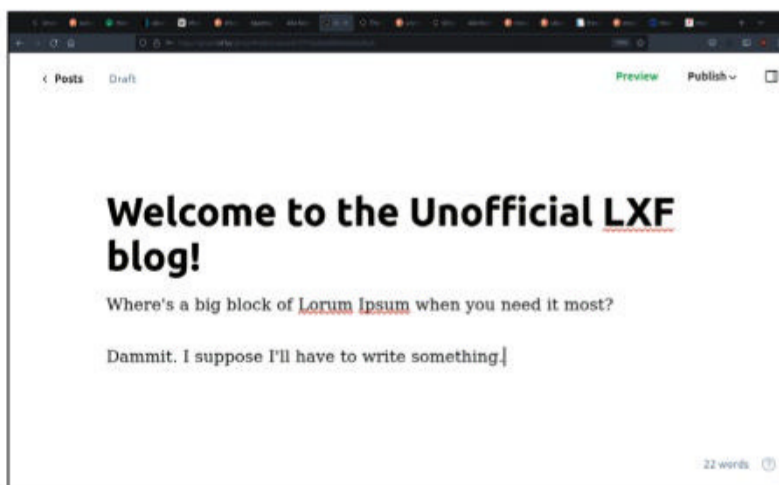 < Posts Draft Preview Publish
Welcome to the Unofficial LXF
blog!
Where's a big block of Lorum Ipsum when you need it most?
Dammit. I suppose I'll have to write something.
22 words ?